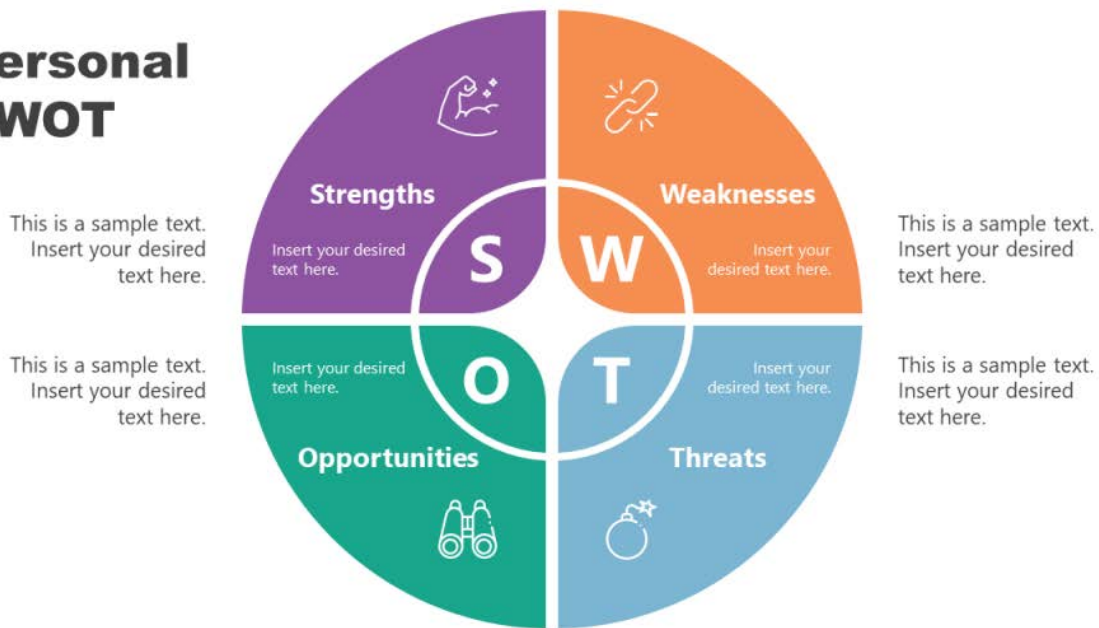 ersonal
WOT
Strengths
Insert your desired
text here.
S
This is a sample text.
Insert your desired
text here.
Weaknesses
Insert your
desired text here.
W
This is a sample text.
Insert your desired
text here.
Insert your desired
text here.
O
Opportunities
This is a sample text.
Insert your desired
text here.
Insert your
desired text here.
T
Threats
This is a sample text.
Insert your desired
text here.